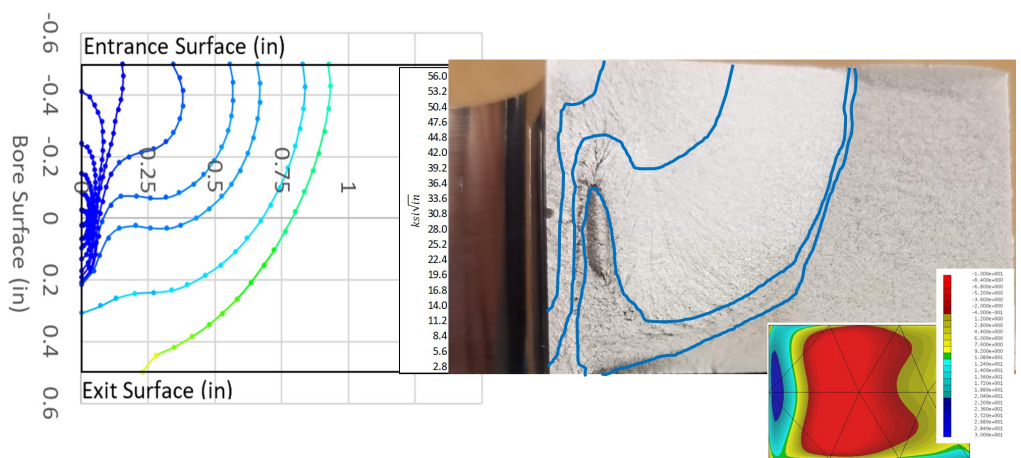 -0.6
Entrance Surface (in)
-0.4
-0.2
0
0.2
0.4
0.6
Bore Surface (in)
0
0.25
0.5
0.75
1
Exit Surface (in)
56.0
53.2
50.4
47.6
44.8
42.0
39.2
36.4
33.6
30.8
28.0
25.2
22.4
19.6
16.8
14.0
11.2
8.4
5.6
2.8
ksi√in
-1.000e+001
-8.400e+000
-6.800e+000
-5.200e+000
-3.600e+000
-2.000e+000
-4.000e-001
1.200e+000
2.800e+000
4.400e+000
6.000e+000
7.600e+000
9.200e+000
1.080e+001
1.240e+001
1.400e+001
1.560e+001
1.720e+001
1.880e+001
2.040e+001
2.200e+001
2.360e+001
2.520e+001
2.680e+001
2.840e+001
3.000e+001